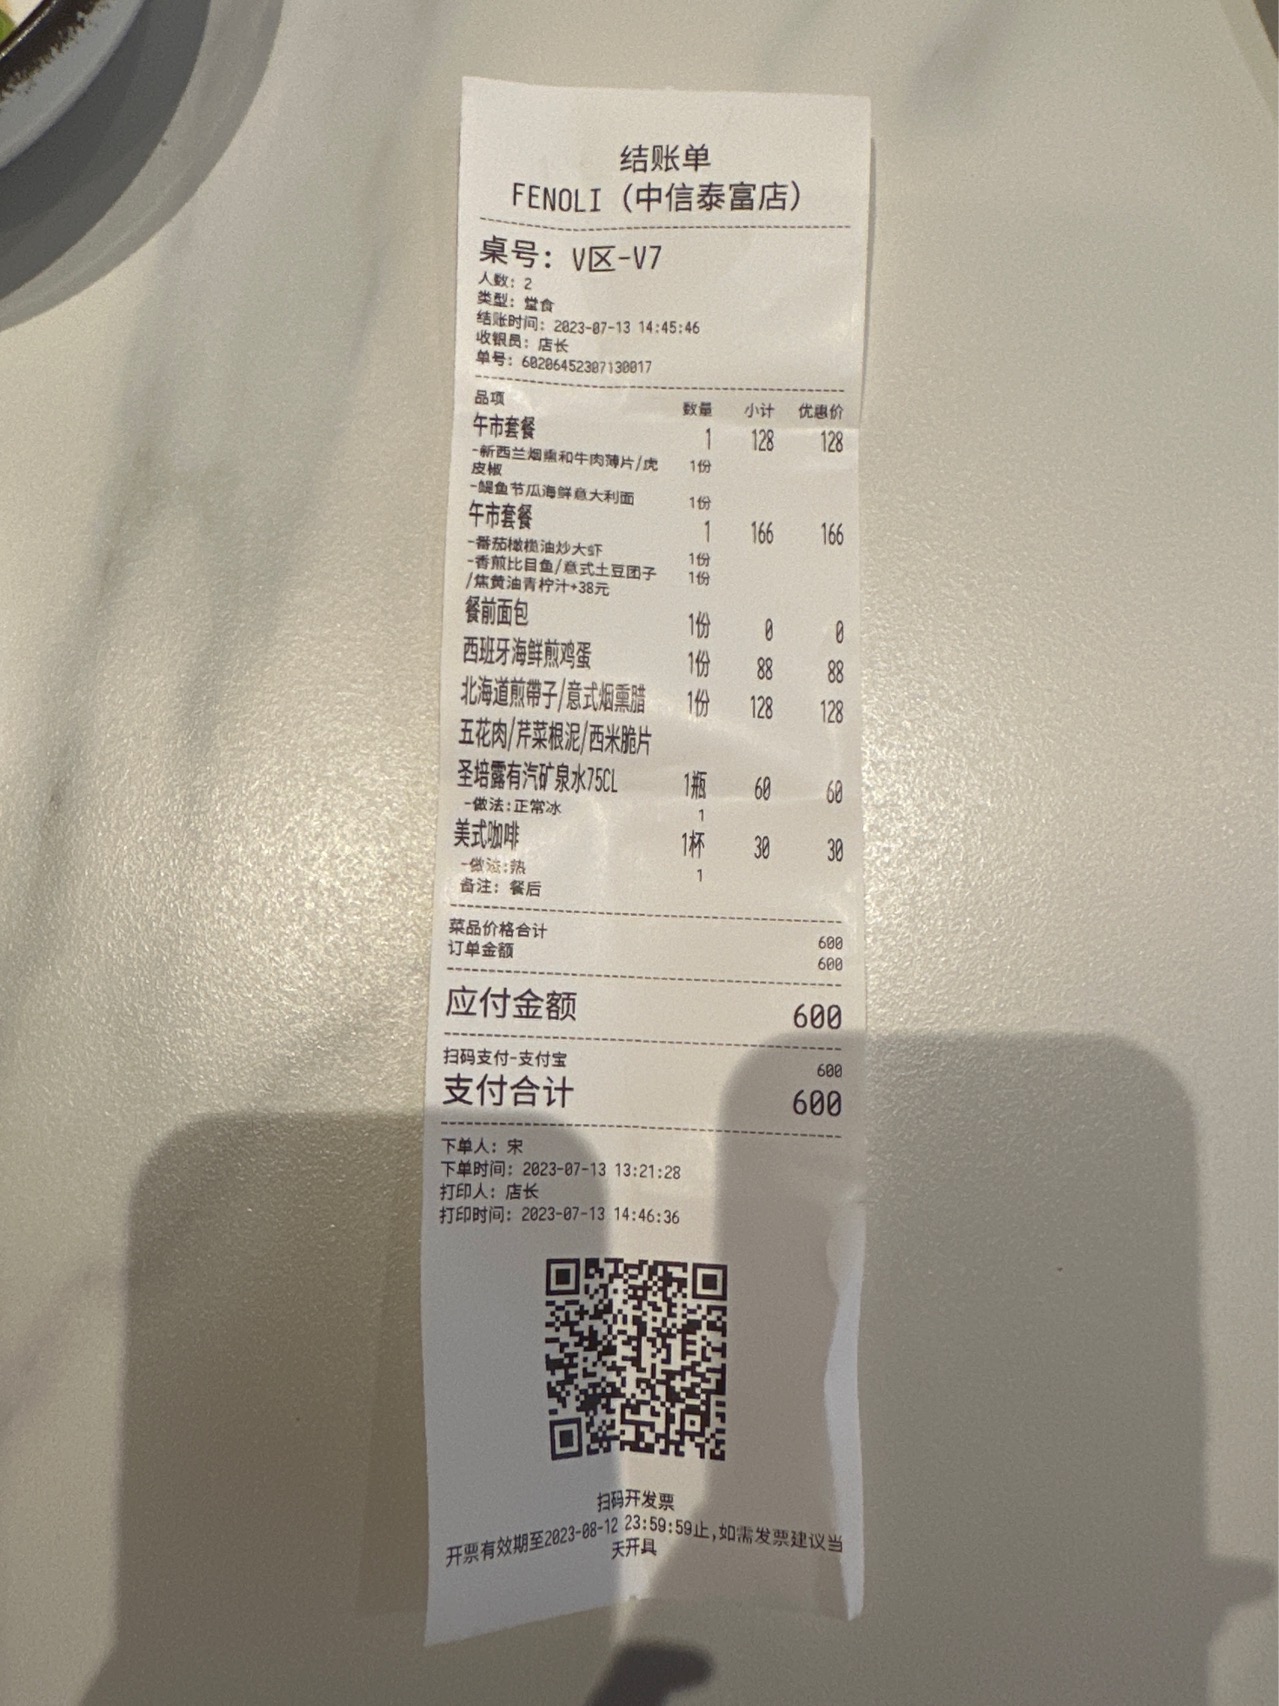 结账单
FENOLI（中信泰富店）
桌号：V区-V7
人数：2
类型：堂食
结账时间：2023-07-13 14:45:46
收银员：店长
单号：60206452307130017
品项 数量 小计 优惠价
午市套餐 1 128 128
-新西兰烟熏和牛肉薄片/虎 1份
皮椒
-鳀鱼节瓜海鲜意大利面 1份
午市套餐 1 166 166
-番茄橄榄油炒大虾 1份
-香煎比目鱼/意式土豆团子 1份
/焦黄油青柠汁+38元
餐前面包 1份 0 0
西班牙海鲜煎鸡蛋 1份 88 88
北海道煎带子/意式烟熏腊 1份 128 128
五花肉/芹菜根泥/西米脆片
圣培露有汽矿泉水75CL 1瓶 60 60
-做法:正常冰 1
美式咖啡 1杯 30 30
-做法:热 1
备注：餐后
菜品价格合计 600
订单金额 600
应付金额 600
扫码支付-支付宝 600
支付合计 600
下单人：宋
下单时间：2023-07-13 13:21:28
打印人：店长
打印时间：2023-07-13 14:46:36
扫码开发票
开票有效期至2023-08-12 23:59:59止,如需发票建议当
天开具